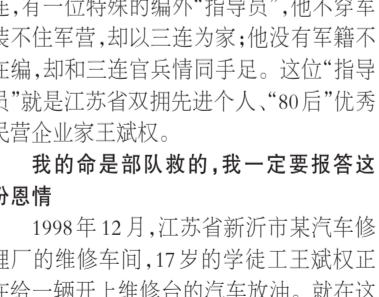 连,有一位特殊的编外“指导员”,他不穿军
装不住军营,却以三连为家;他没有军籍不
在编,却和三连官兵情同手足。这位“指导
员”就是江苏省双拥先进个人、“80后”优秀
民营企业家王斌权。
我的命是部队救的,我一定要报答这
份恩情
1998年12月,江苏省新沂市某汽车修
理厂的维修车间,17岁的学徒工王斌权正
在给一辆开上维修台的汽车放油。就在这